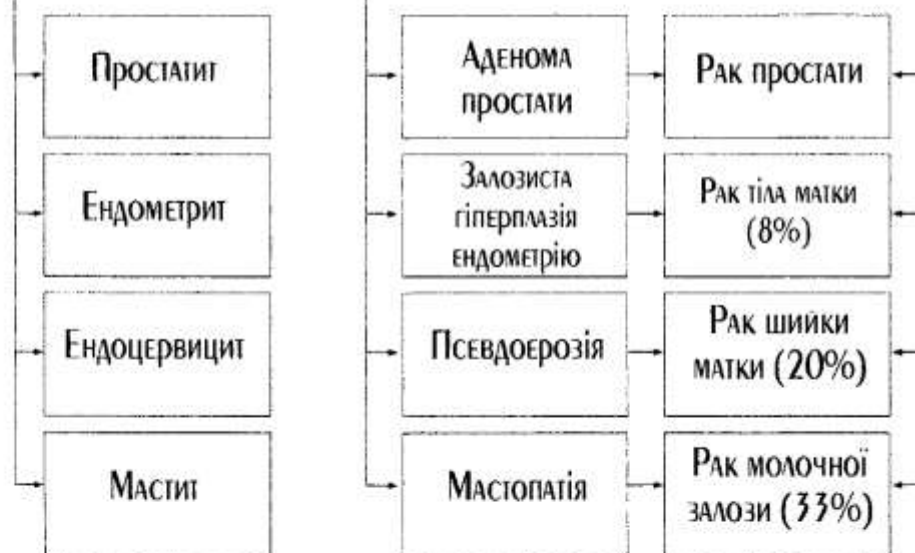 Простатит
Аденома
простати
Рак простати
Ендометрит
Залозиста
гіперплазія
ендометрію
Рак тіла матки
(8%)
Ендоцервицит
Псевдоерозія
Рак шийки
матки (20%)
Мастит
Мастопатія
Рак молочної
залози (33%)